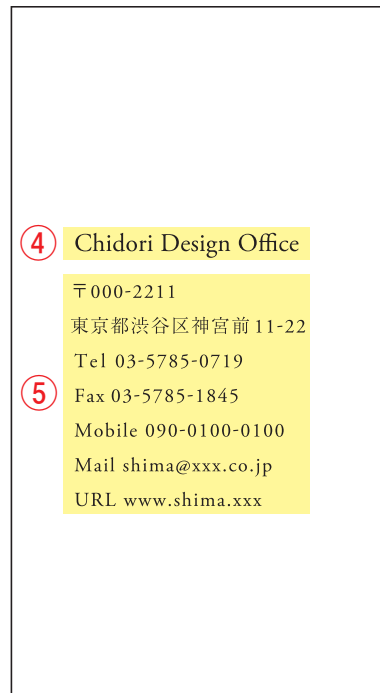 ④ Chidori Design Office
〒000-2211
東京都渋谷区神宮前11-22
Tel 03-5785-0719
⑤ Fax 03-5785-1845
Mobile 090-0100-0100
Mail shima@xxx.co.jp
URL www.shima.xxx